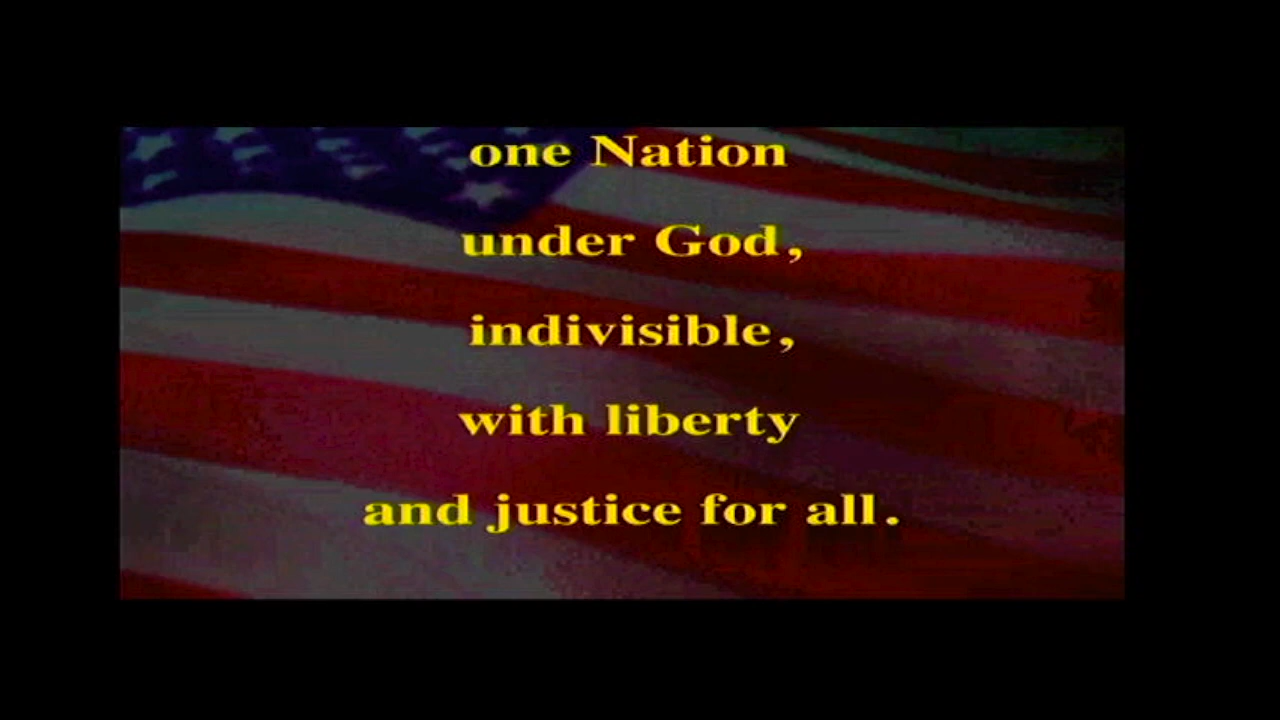 one Nation
under God,
indivisible,
with liberty
and justice for all.